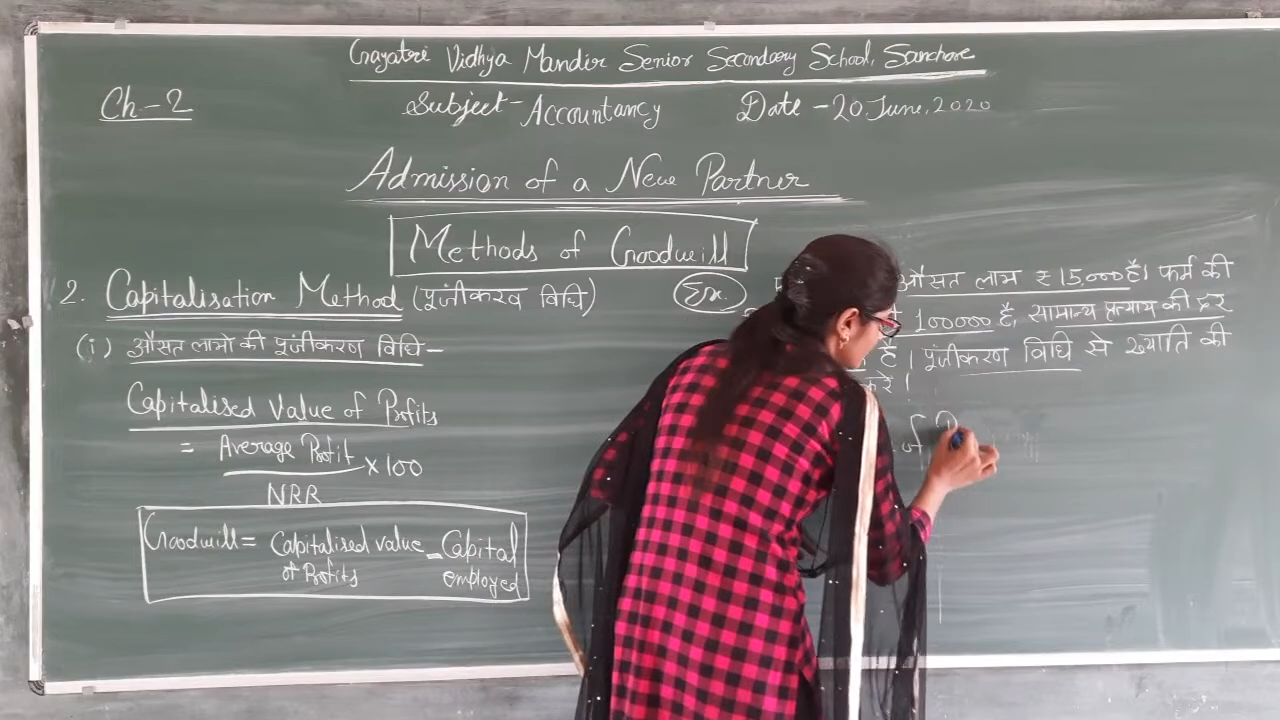 Gayatri Vidhya Mandir Senior Secondary School, Sanchore
Ch-2
Subject-Accountancy
Date - 20.June.2020
Admission of a New Partner
Methods of Goodwill
2. Capitalisation Method (पूंजीकरव विधि)
(i) औसत लाभो की पूंजीकरण विधि-
Capitalised Value of Profits
= Average Profit × 100
NRR
Goodwill = Capitalised value of Profits - Capital employed
Ex.
औसत लाभ ₹ 15,000 है। फर्म की
100000 है, सामान्य प्रत्याय की दर
है। पूंजीकरण विधि से ख्याति की
करे।
of